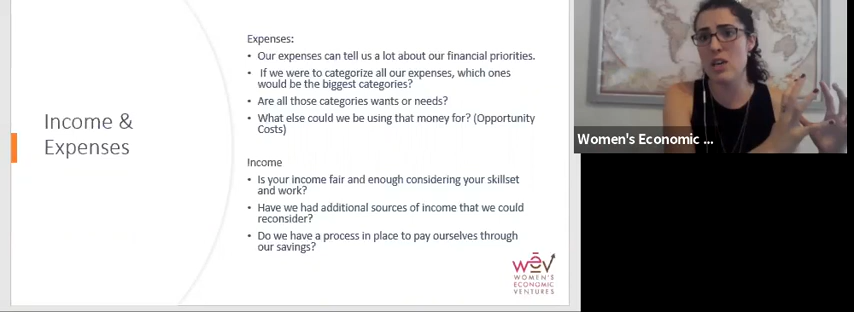 Income &
Expenses
Expenses:
• Our expenses can tell us a lot about our financial priorities.
• If we were to categorize all our expenses, which ones
would be the biggest categories?
• Are all those categories wants or needs?
• What else could we be using that money for? (Opportunity
Costs)
Income
• Is your income fair and enough considering your skillset
and work?
• Have we had additional sources of income that we could
reconsider?
• Do we have a process in place to pay ourselves through
our savings?
wev
WOMEN'S
ECONOMIC
VENTURES
Women's Economic ...